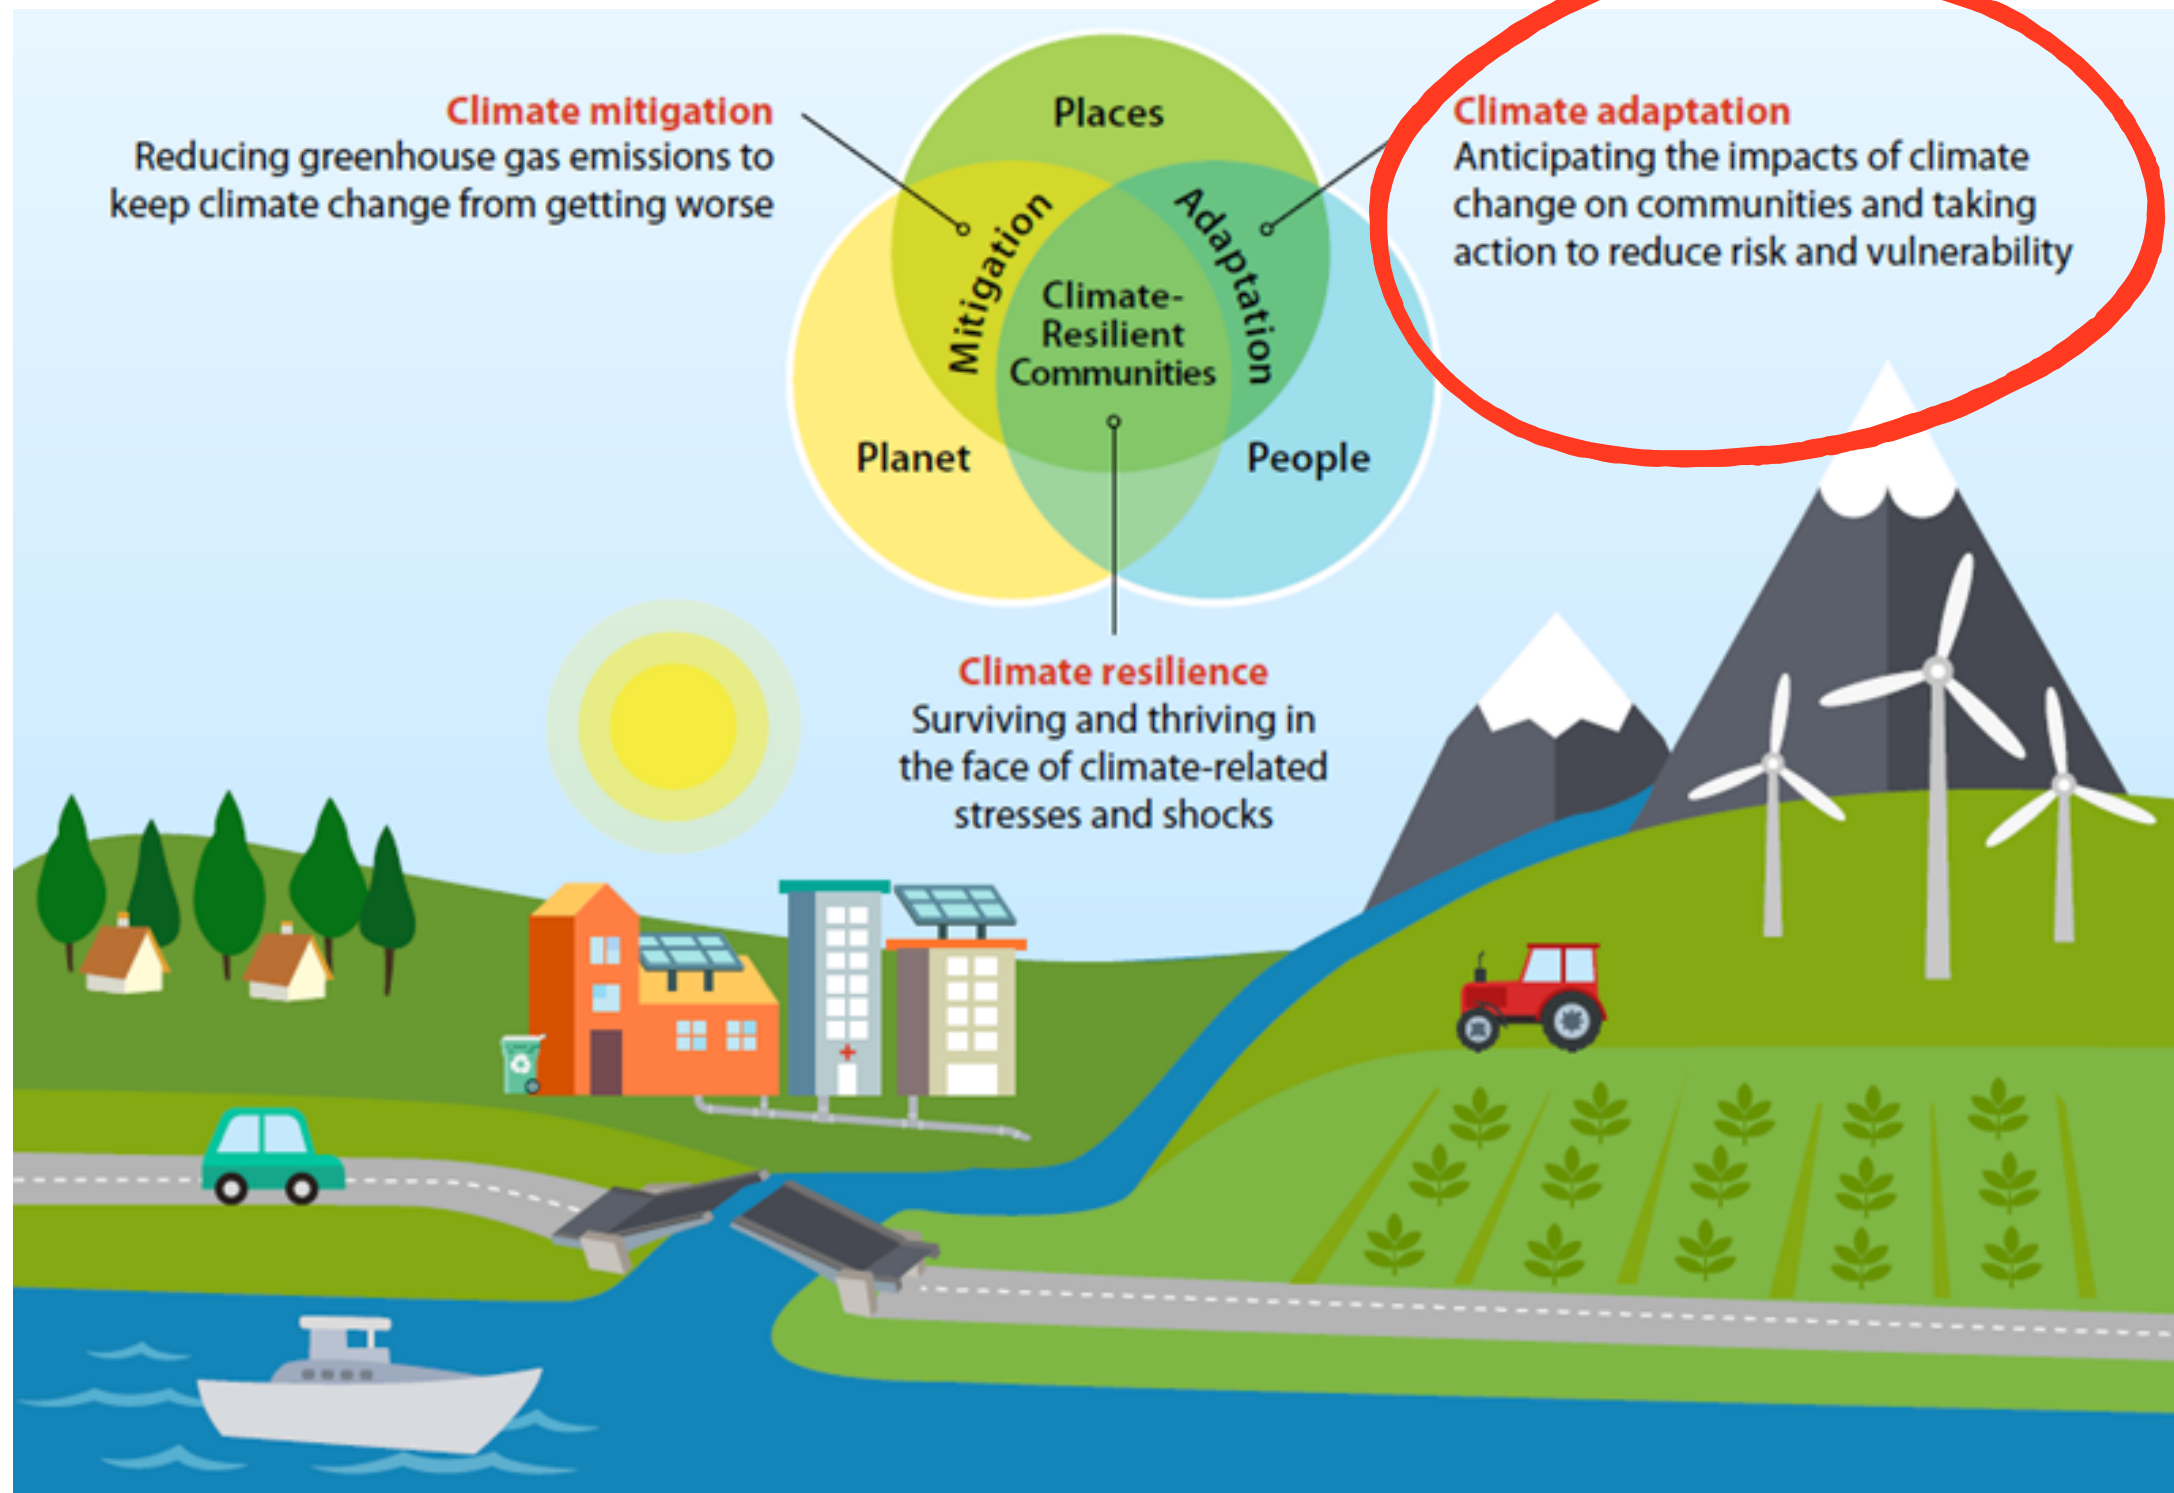 Climate mitigation
Reducing greenhouse gas emissions to
keep climate change from getting worse
Places
Climate adaptation
Anticipating the impacts of climate
change on communities and taking
action to reduce risk and vulnerability
Mitigation
Adaptation
Climate-
Resilient
Communities
Planet
People
Climate resilience
Surviving and thriving in
the face of climate-related
stresses and shocks